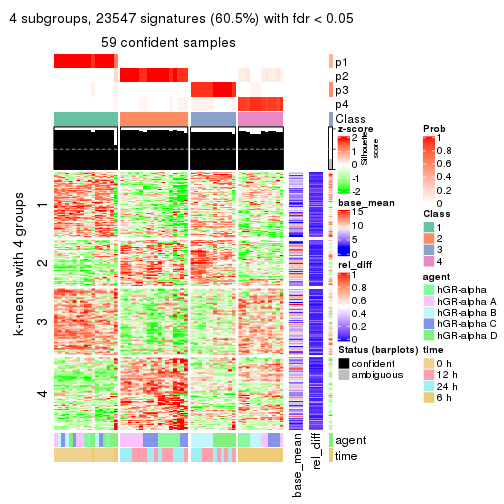 4 subgroups, 23547 signatures (60.5%) with fdr < 0.05
59 confident samples
p1
p2
p3
p4
Class
Silhouette
score
k-means with 4 groups
1
2
3
4
agent
time
base_mean
rel_diff
z-score
2
1
0
-1
-2
base_mean
15
10
5
0
rel_diff
1
0.8
0.6
0.4
0.2
0
Status (barplots)
confident
ambiguous
Prob
1
0.8
0.6
0.4
0.2
0
Class
1
2
3
4
agent
hGR-alpha
hGR-alpha A
hGR-alpha B
hGR-alpha C
hGR-alpha D
time
0 h
12 h
24 h
6 h